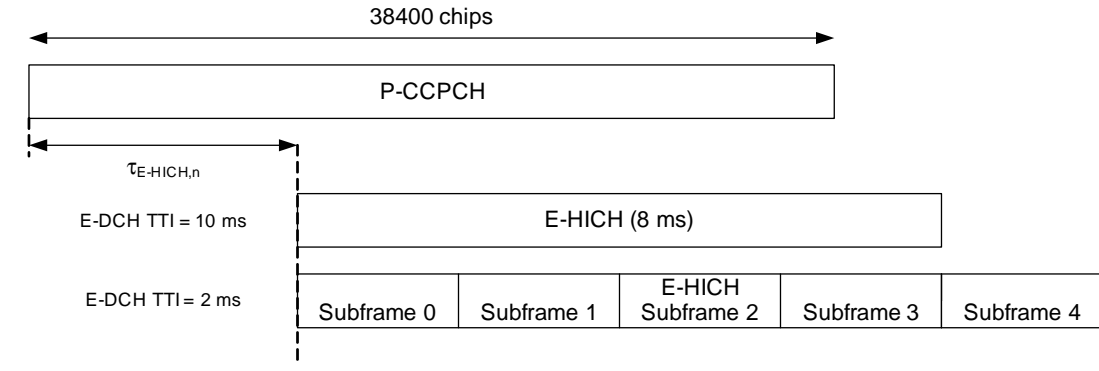 38400 chips
P-CCPCH
τE-HICH,n
E-DCH TTI = 10 ms
E-HICH (8 ms)
E-DCH TTI = 2 ms
Subframe 0
Subframe 1
E-HICH
Subframe 2
Subframe 3
Subframe 4